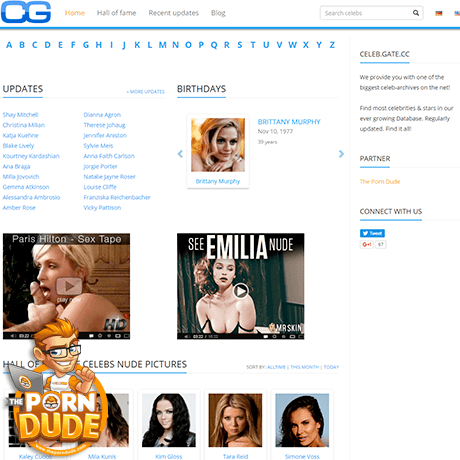 CG
Home Hall of fame Recent updates Blog
Search celebs
A B C D E F G H I J K L M N O P Q R S T U V W X Y Z
UPDATES
+ MORE UPDATES
Shay Mitchell
Christina Milian
Katja Kuehne
Blake Lively
Kourtney Kardashian
Ana Braga
Milla Jovovich
Gemma Atkinson
Alessandra Ambrosio
Amber Rose
Dianna Agron
Therese Johaug
Jennifer Aniston
Sylvie Meis
Anna Faith Carlson
Jorgie Porter
Natalie Jayne Roser
Louise Cliffe
Franziska Reichenbacher
Vicky Pattison
BIRTHDAYS
BRITTANY MURPHY
Nov 10, 1977
39 years
Brittany Murphy
CELEB.GATE.CC
We provide you with one of the
biggest celeb-archives on the net!
Find most celebrities & stars in our
ever growing Database. Regularly
updated. Find it all!
PARTNER
The Porn Dude
CONNECT WITH US
Tweet
G+1 67
Paris Hilton - Sex Tape
play now
HD
SEE EMILIA NUDE
MR SKIN
HALL OF
CELEBS NUDE PICTURES
SORT BY: ALLTIME | THIS MONTH | TODAY
THE
PORN
DUDE
Kaley Cuoco
Mila Kunis
Kim Gloss
Tara Reid
Simone Voss